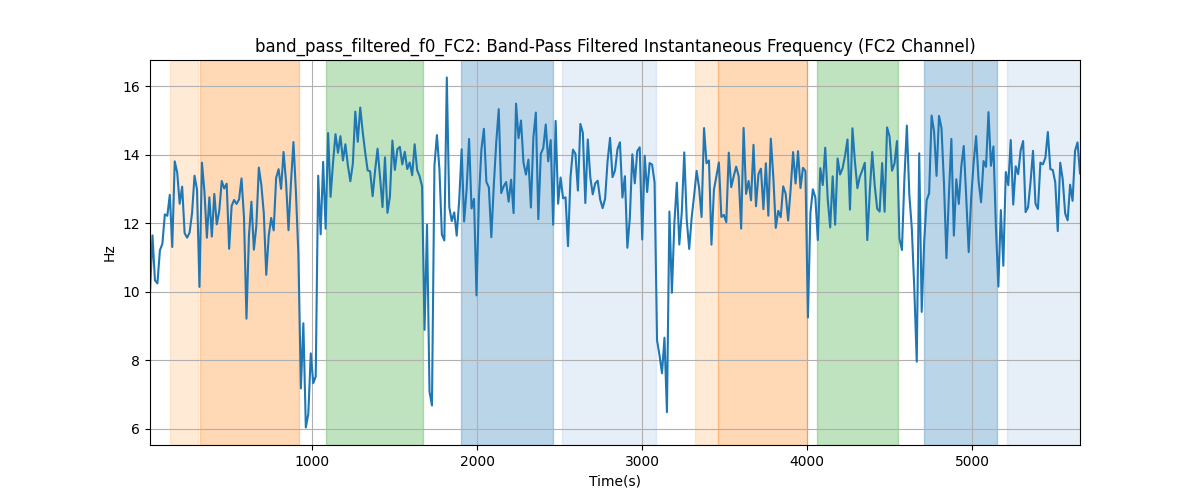 band_pass_filtered_f0_FC2: Band-Pass Filtered Instantaneous Frequency (FC2 Channel)
16
14
12
10
8
6
Hz
1000 2000 3000 4000 5000
Time(s)